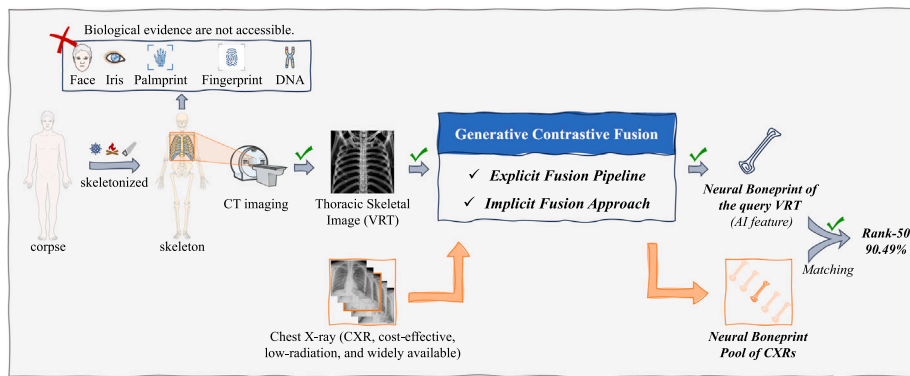 Biological evidence are not accessible.
Face Iris Palmprint Fingerprint DNA
skeletonized
corpse
skeleton
CT imaging
Thoracic Skeletal
Image (VRT)
Generative Contrastive Fusion
✓ Explicit Fusion Pipeline
✓ Implicit Fusion Approach
Neural Boneprint of
the query VRT
(AI feature)
Matching
Rank-50
90.49%
Chest X-ray (CXR, cost-effective,
low-radiation, and widely available)
Neural Boneprint
Pool of CXRs